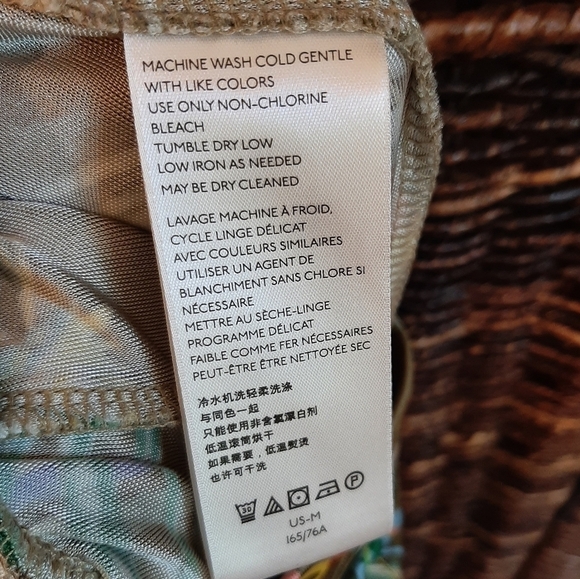 MACHINE WASH COLD GENTLE
WITH LIKE COLORS
USE ONLY NON-CHLORINE
BLEACH
TUMBLE DRY LOW
LOW IRON AS NEEDED
MAY BE DRY CLEANED
LAVAGE MACHINE À FROID,
CYCLE LINGE DÉLICAT
AVEC COULEURS SIMILAIRES
UTILISER UN AGENT DE
BLANCHIMENT SANS CHLORE SI
NÉCESSAIRE
METTRE AU SÈCHE-LINGE
PROGRAMME DÉLICAT
FAIBLE COMME FER NÉCESSAIRES
PEUT-ÊTRE ÊTRE NETTOYÉE SEC
冷水机洗轻柔洗涤
与同色一起
只能使用非含氯漂白剂
低温滚筒烘干
如果需要，低温熨烫
也许可干洗
30 P
US-M
165/76A